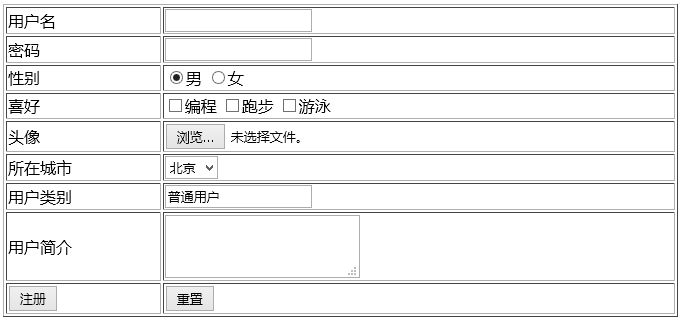 用户名
密码
性别 男 女
喜好 编程 跑步 游泳
头像 浏览... 未选择文件。
所在城市 北京
用户类别 普通用户
用户简介
注册 重置